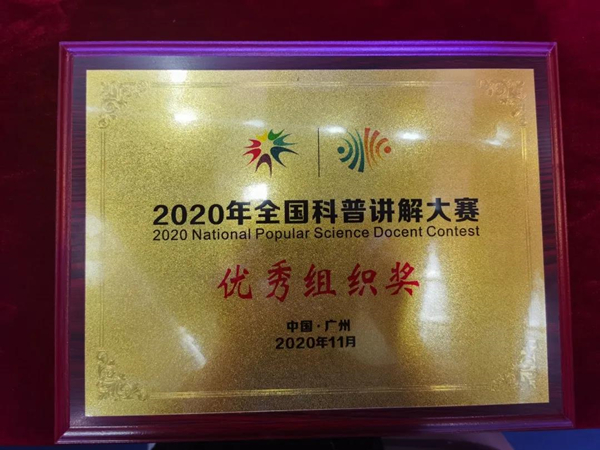 2020年全国科普讲解大赛
2020 National Popular Science Docent Contest
优秀组织奖
中国·广州
2020年11月